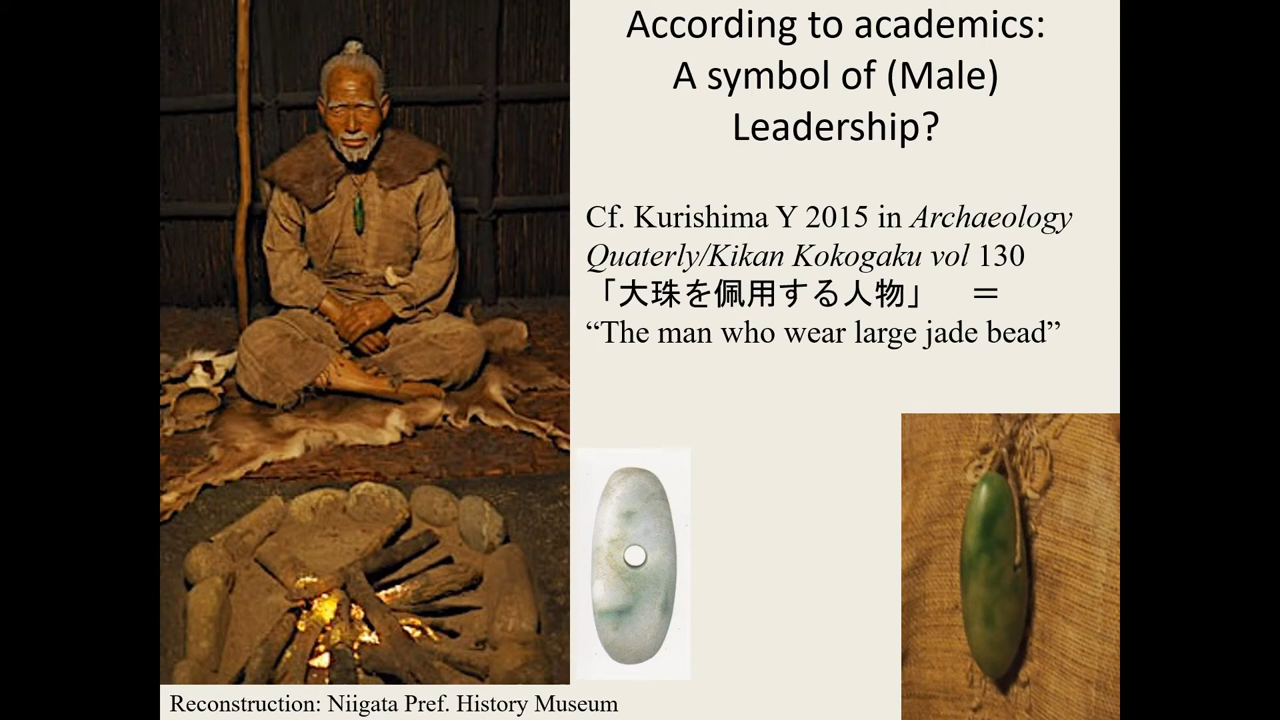 According to academics:
A symbol of (Male)
Leadership?
Cf. Kurishima Y 2015 in Archaeology
Quaterly/Kikan Kokogaku vol 130
「大珠を佩用する人物」　＝
“The man who wear large jade bead”
Reconstruction: Niigata Pref. History Museum